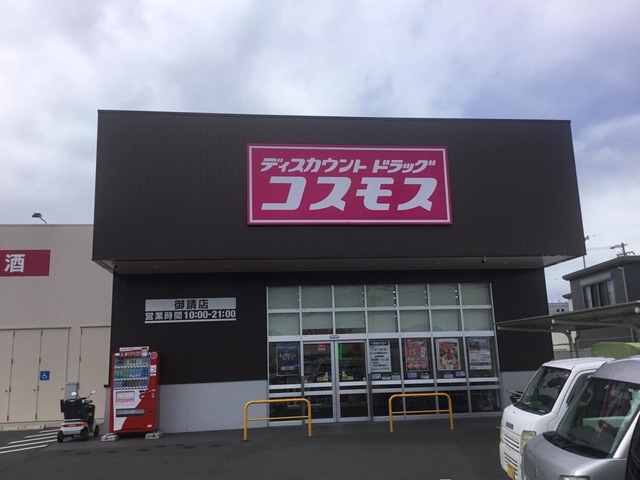 ディスカウント ドラッグ
コスモス
酒
御請店
営業時間 10:00-21:00